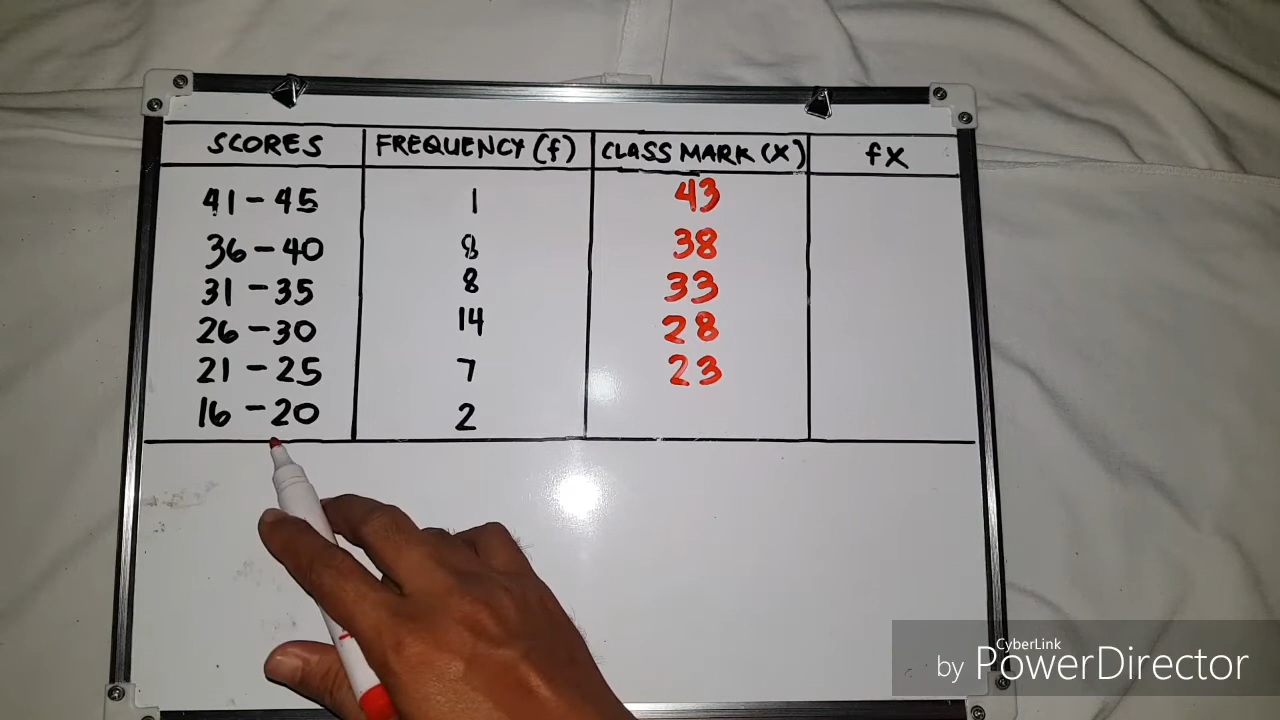 SCORES FREQUENCY (f) CLASS MARK (X) fX
41 - 45 1 43
36 - 40 8 38
31 - 35 8 33
26 - 30 14 28
21 - 25 7 23
16 - 20 2
CyberLink
by PowerDirector